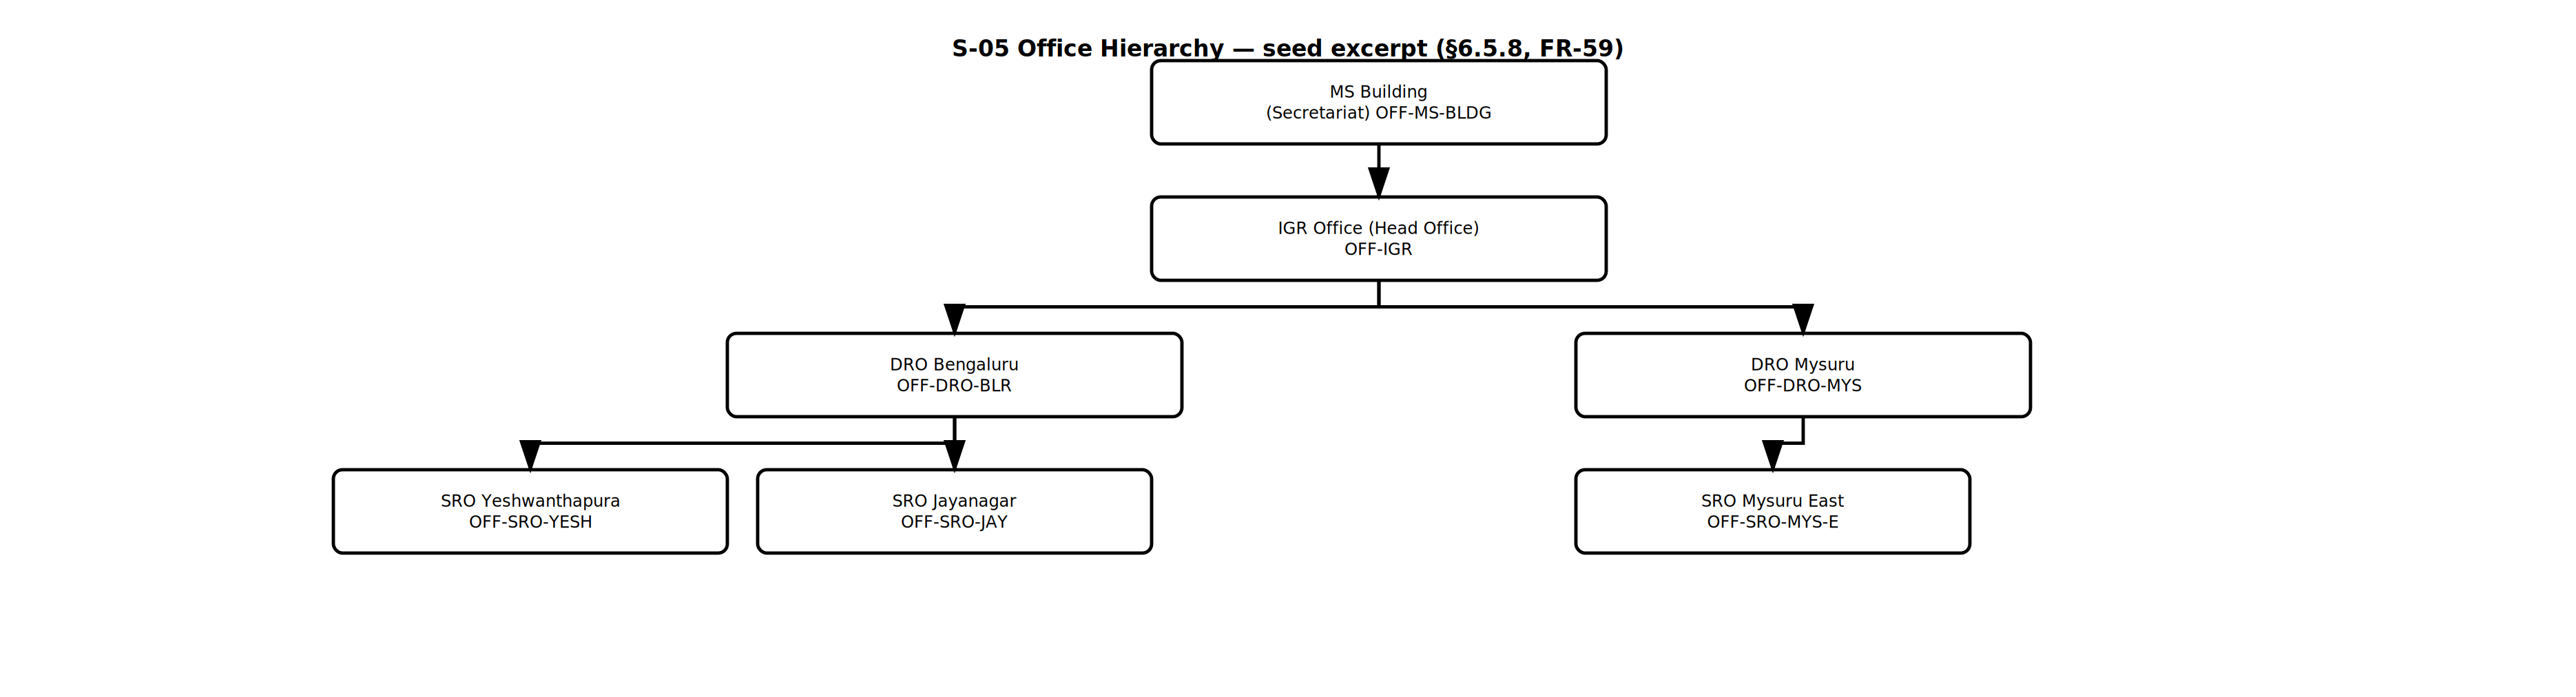 S-05 Office Hierarchy — seed excerpt (§6.5.8, FR-59)
MS Building
(Secretariat) OFF-MS-BLDG
IGR Office (Head Office)
OFF-IGR
DRO Bengaluru
OFF-DRO-BLR
DRO Mysuru
OFF-DRO-MYS
SRO Yeshwanthapura
OFF-SRO-YESH
SRO Jayanagar
OFF-SRO-JAY
SRO Mysuru East
OFF-SRO-MYS-E